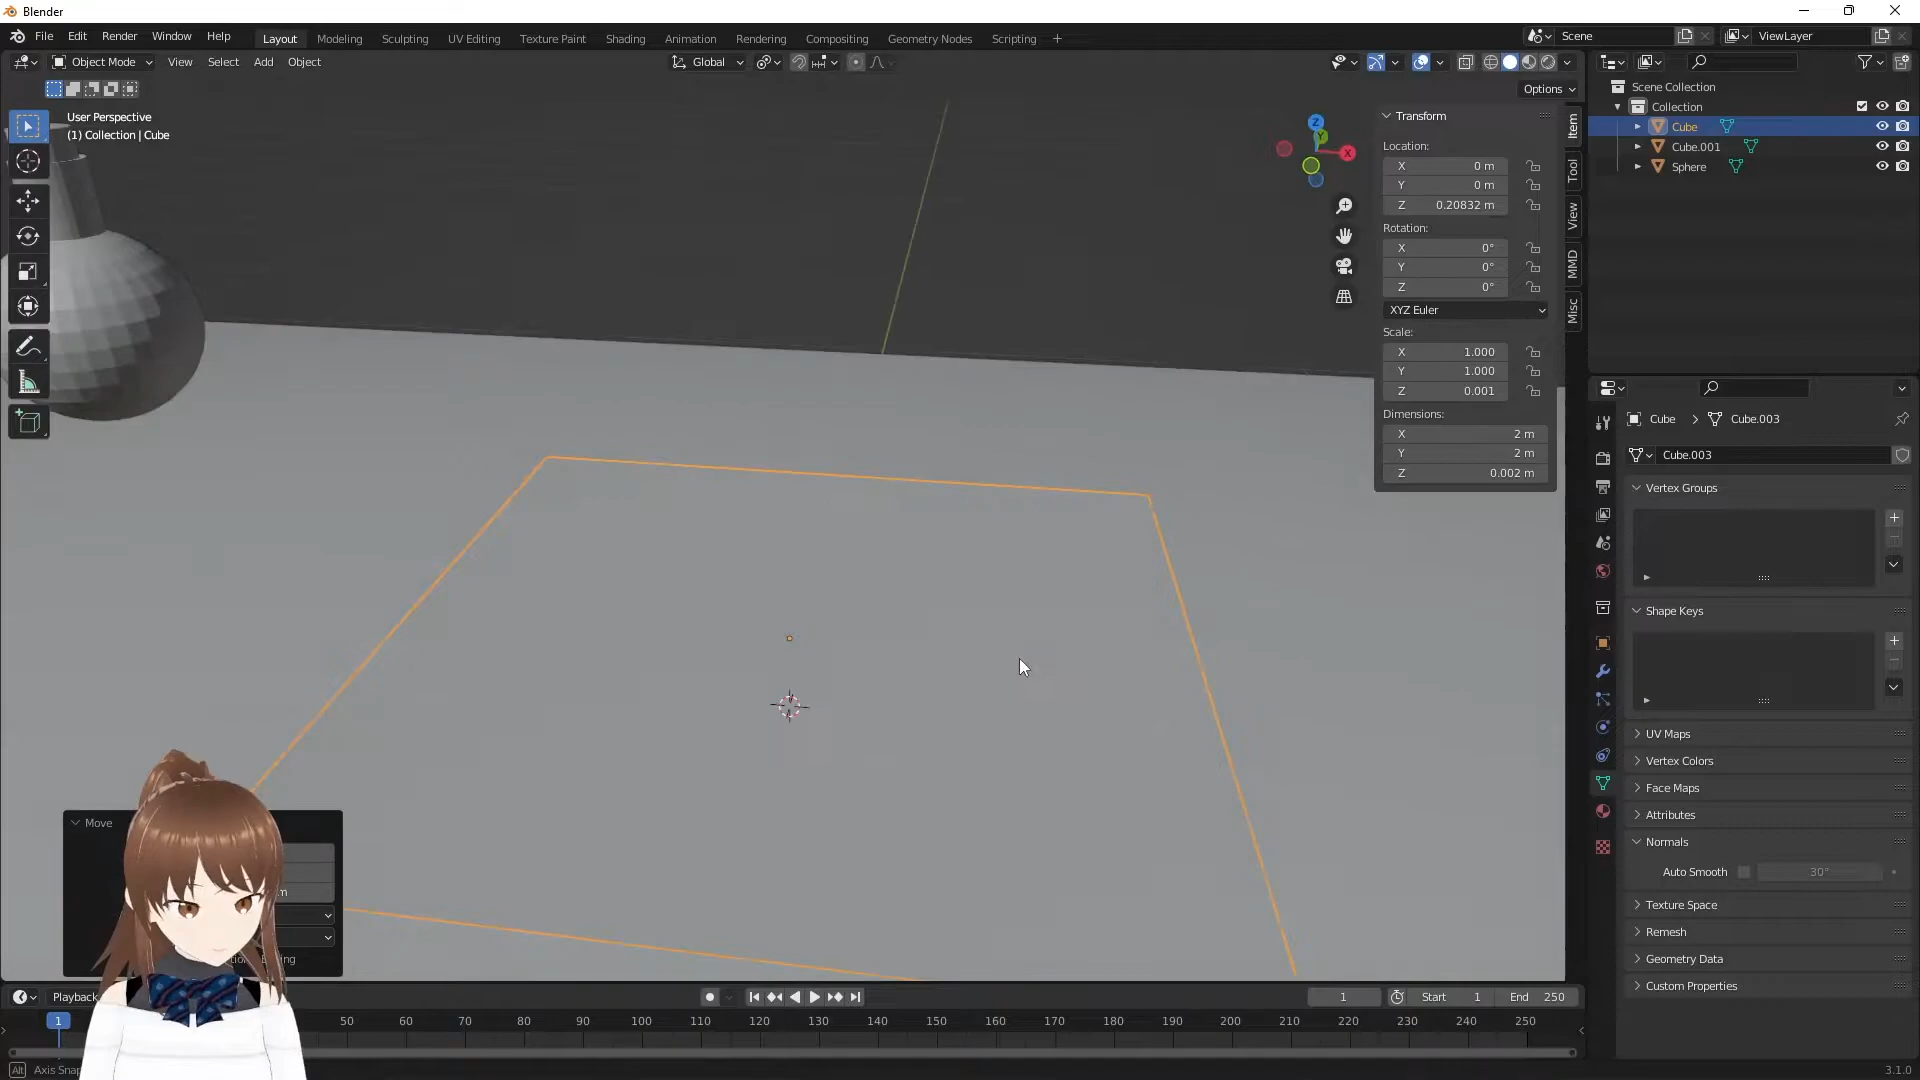 Blender
File Edit Render Window Help
Layout Modeling Sculpting UV Editing Texture Paint Shading Animation Rendering Compositing Geometry Nodes Scripting +
Scene
ViewLayer
Object Mode View Select Add Object
Global
Options
User Perspective
(1) Collection | Cube
Z
Y
X
Transform
Location:
X 0 m
Y 0 m
Z 0.20832 m
Rotation:
X 0°
Y 0°
Z 0°
XYZ Euler
Scale:
X 1.000
Y 1.000
Z 0.001
Dimensions:
X 2 m
Y 2 m
Z 0.002 m
Item
Tool
View
MMD
Misc
Scene Collection
Collection
Cube
Cube.001
Sphere
Cube > Cube.003
Cube.003
Vertex Groups
Shape Keys
UV Maps
Vertex Colors
Face Maps
Attributes
Normals
Auto Smooth 30°
Texture Space
Remesh
Geometry Data
Custom Properties
Move
m
Playback
1 Start 1 End 250
1 50 60 70 80 90 100 110 120 130 140 150 160 170 180 190 200 210 220 230 240 250
Alt Axis Snap
3.1.0